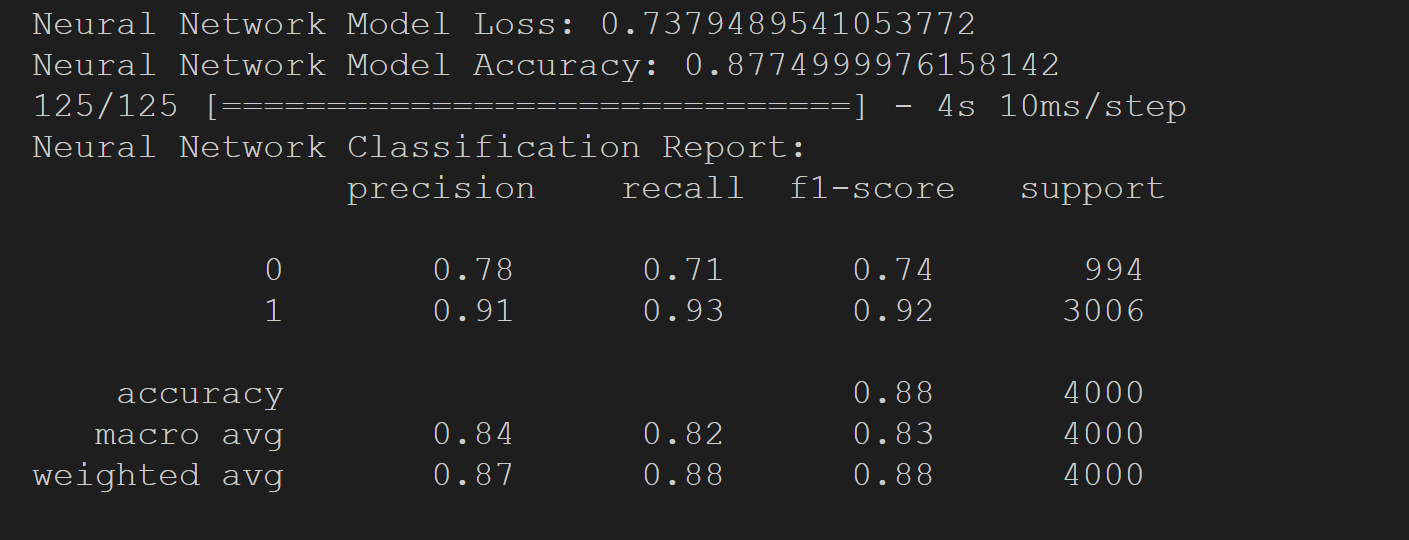 Neural Network Model Loss: 0.7379489541053772
Neural Network Model Accuracy: 0.8774999976158142
125/125 [==============================] - 4s 10ms/step
Neural Network Classification Report:
precision recall f1-score support
0 0.78 0.71 0.74 994
1 0.91 0.93 0.92 3006
accuracy 0.88 4000
macro avg 0.84 0.82 0.83 4000
weighted avg 0.87 0.88 0.88 4000